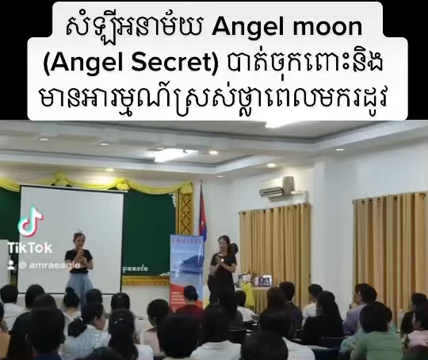 សំឡីអនាម័យ Angel moon
(Angel Secret) បាត់ចុកពោះនិង
មានអារម្មណ៍ស្រស់ថ្លាពេលមករដូវ
TikTok
@ amraeagle